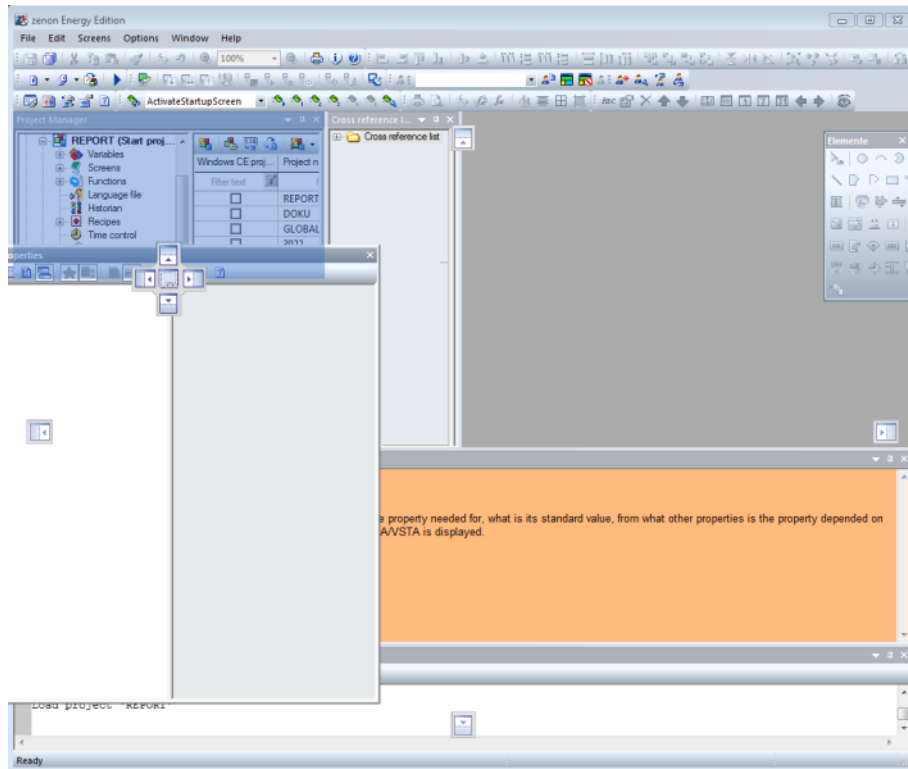 zenon Energy Edition
File Edit Screens Options Window Help
100%
ActivateStartupScreen
Project Manager
Cross reference l...
REPORT (Start proj...
Variables
Screens
Functions
Language file
Historian
Recipes
Time control
Windows CE proj... Project n
Filter text
REPORT
DOKU
GLOBAL
Cross reference list
Elemente
operties
e property needed for, what is its standard value, from what other properties is the property depended on
A/VSTA is displayed.
Load project 'REPORT'
Ready